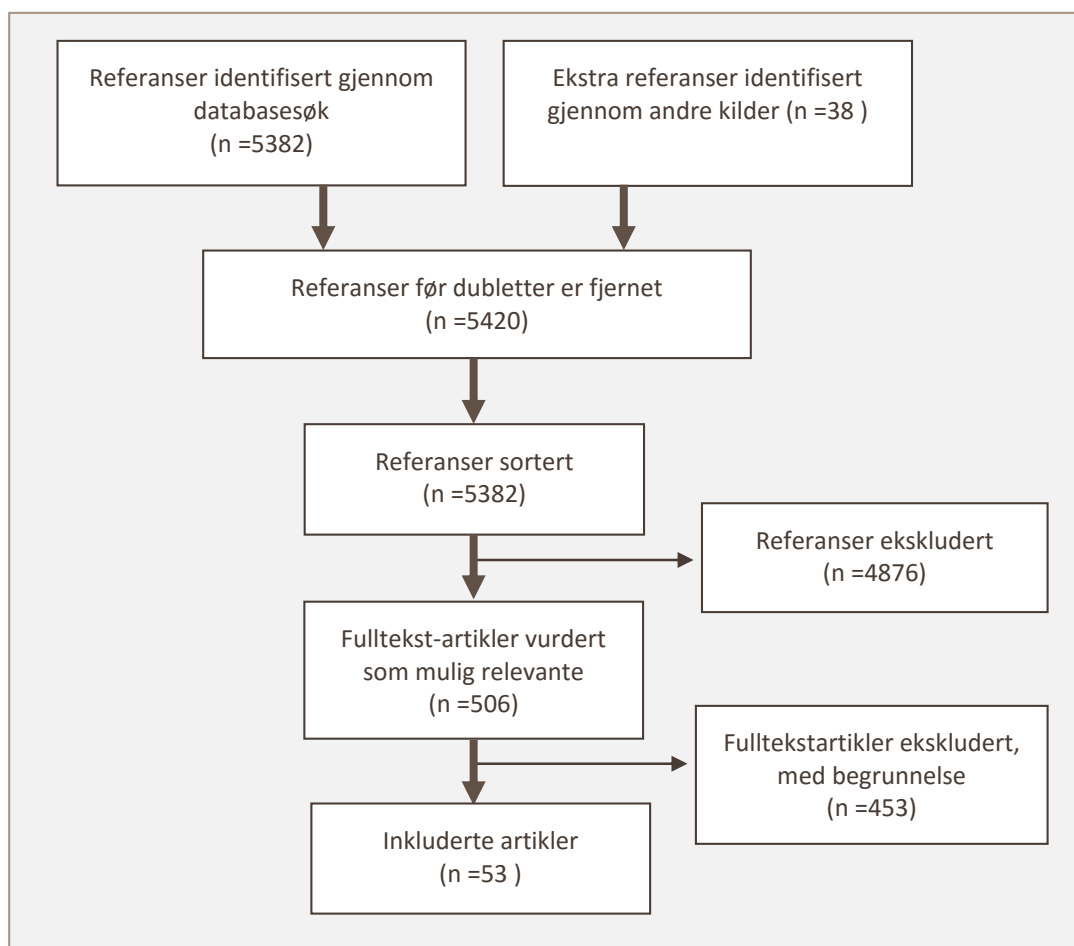 Referanser identifisert gjennom
databasesøk
(n =5382)
Ekstra referanser identifisert
gjennom andre kilder (n =38 )
Referanser før dubletter er fjernet
(n =5420)
Referanser sortert
(n =5382)
Referanser ekskludert
(n =4876)
Fulltekst-artikler vurdert
som mulig relevante
(n =506)
Fulltekstartikler ekskludert,
med begrunnelse
(n =453)
Inkluderte artikler
(n =53 )